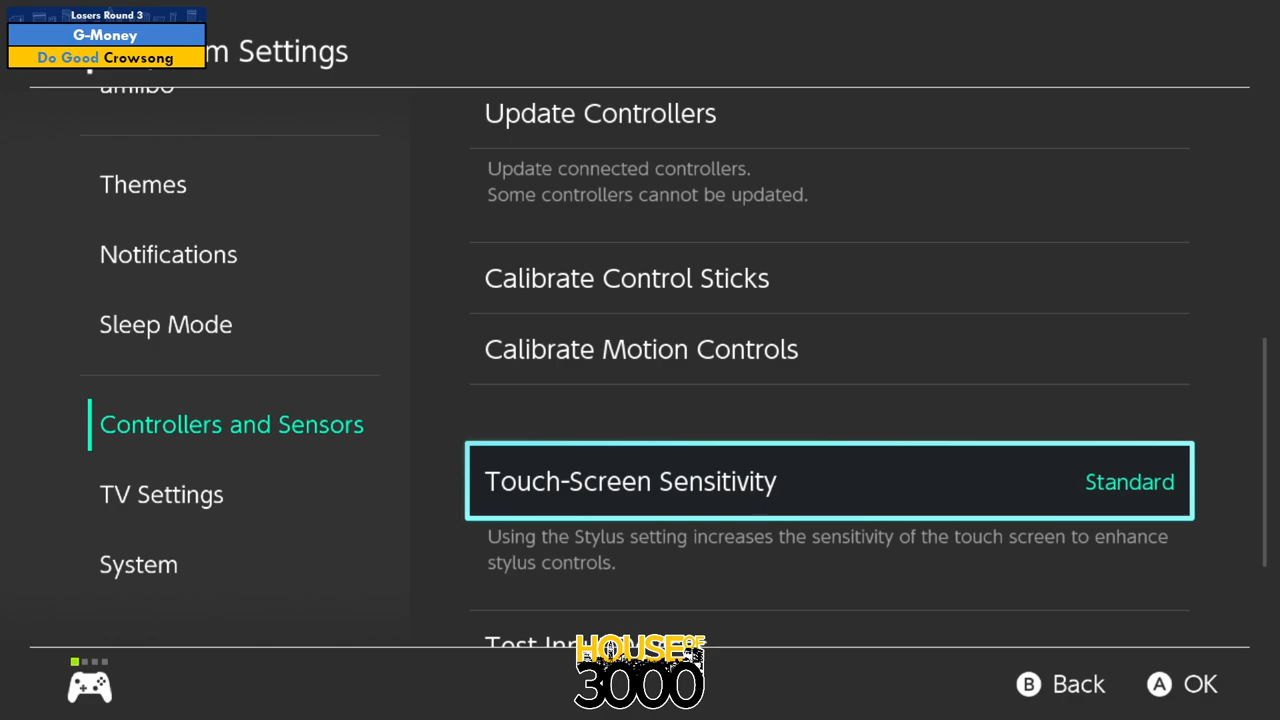 Losers Round 3
G-Money
Do Good Crowsong
m Settings
amiibo
Themes
Notifications
Sleep Mode
Controllers and Sensors
TV Settings
System
Update Controllers
Update connected controllers.
Some controllers cannot be updated.
Calibrate Control Sticks
Calibrate Motion Controls
Touch-Screen Sensitivity Standard
Using the Stylus setting increases the sensitivity of the touch screen to enhance
stylus controls.
Test
HOUSE OF
3000
B Back
A OK